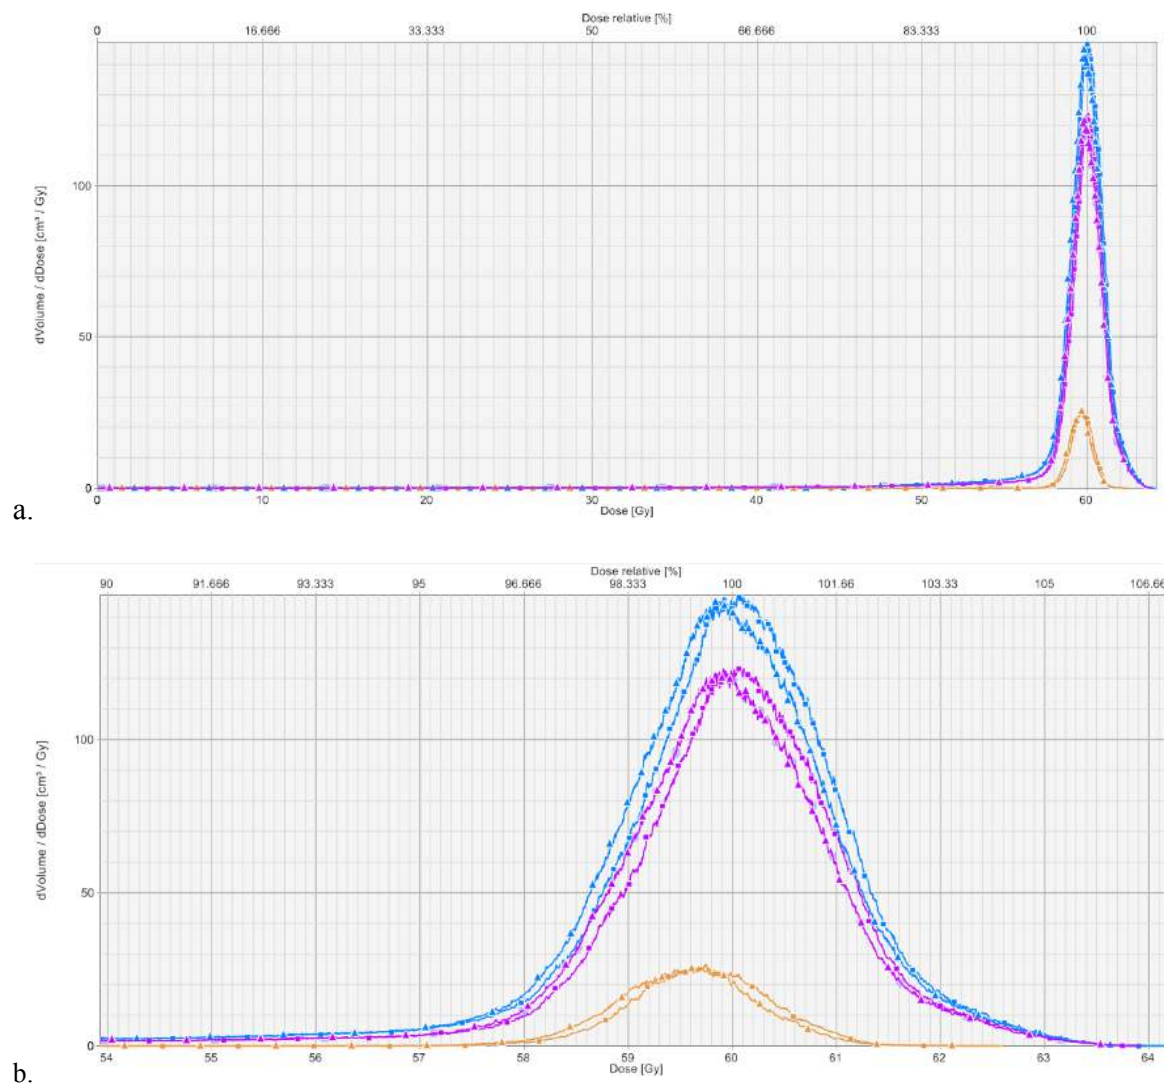 Dose relative [%]
0 16.666 33.333 50 66.666 83.333 100
dVolume / dDose [cm³ / Gy]
100
50
0
0 10 20 30 40 50 60
Dose [Gy]
a.
Dose relative [%]
90 91.666 93.333 95 96.666 98.333 100 101.66 103.33 105 106.66
dVolume / dDose [cm³ / Gy]
100
50
0
54 55 56 57 58 59 60 61 62 63 64
Dose [Gy]
b.